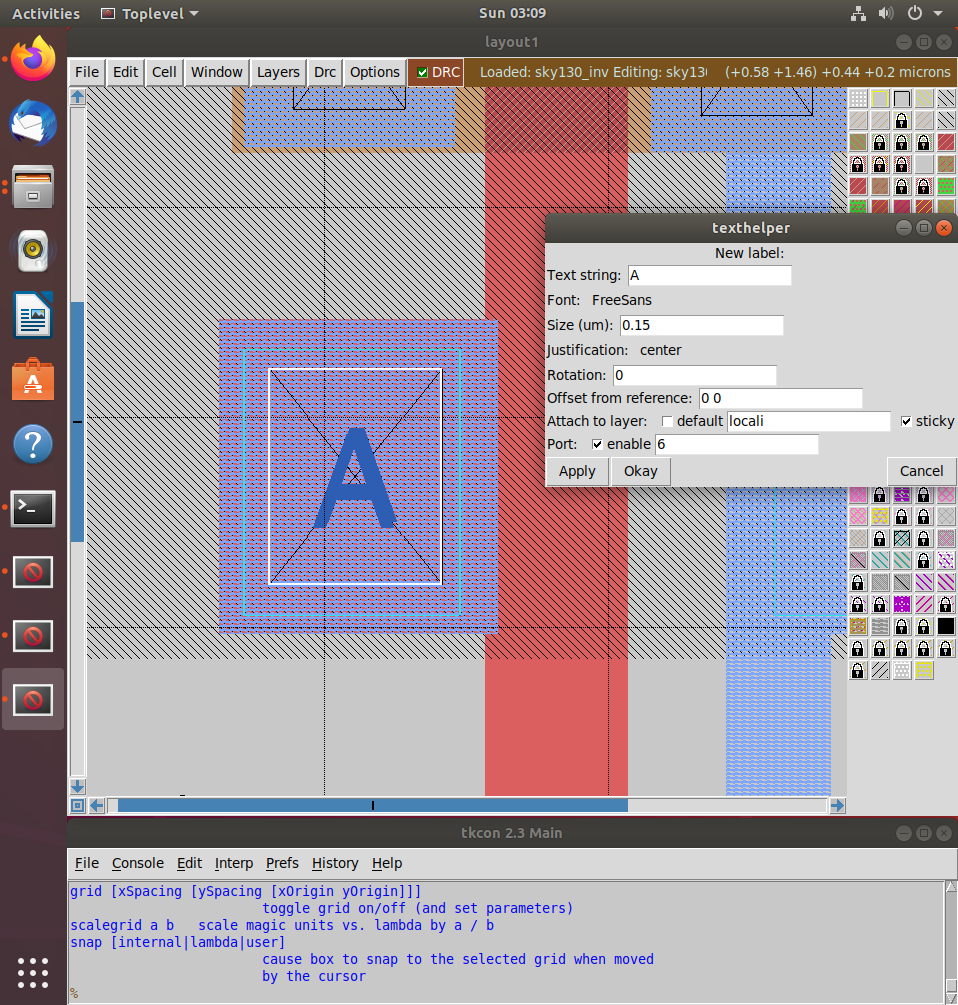 Activities Toplevel Sun 03:09
layout1
File Edit Cell Window Layers Drc Options DRC Loaded: sky130_inv Editing: sky130 (+0.58 +1.46) +0.44 +0.2 microns
texthelper
New label:
Text string: A
Font: FreeSans
Size (um): 0.15
Justification: center
Rotation: 0
Offset from reference: 0 0
Attach to layer: default locali sticky
Port: enable 6
Apply Okay Cancel
A
tkcon 2.3 Main
File Console Edit Interp Prefs History Help
grid [xSpacing [ySpacing [xOrigin yOrigin]]]
toggle grid on/off (and set parameters)
scalegrid a b scale magic units vs. lambda by a / b
snap [internal|lambda|user]
cause box to snap to the selected grid when moved
by the cursor
%